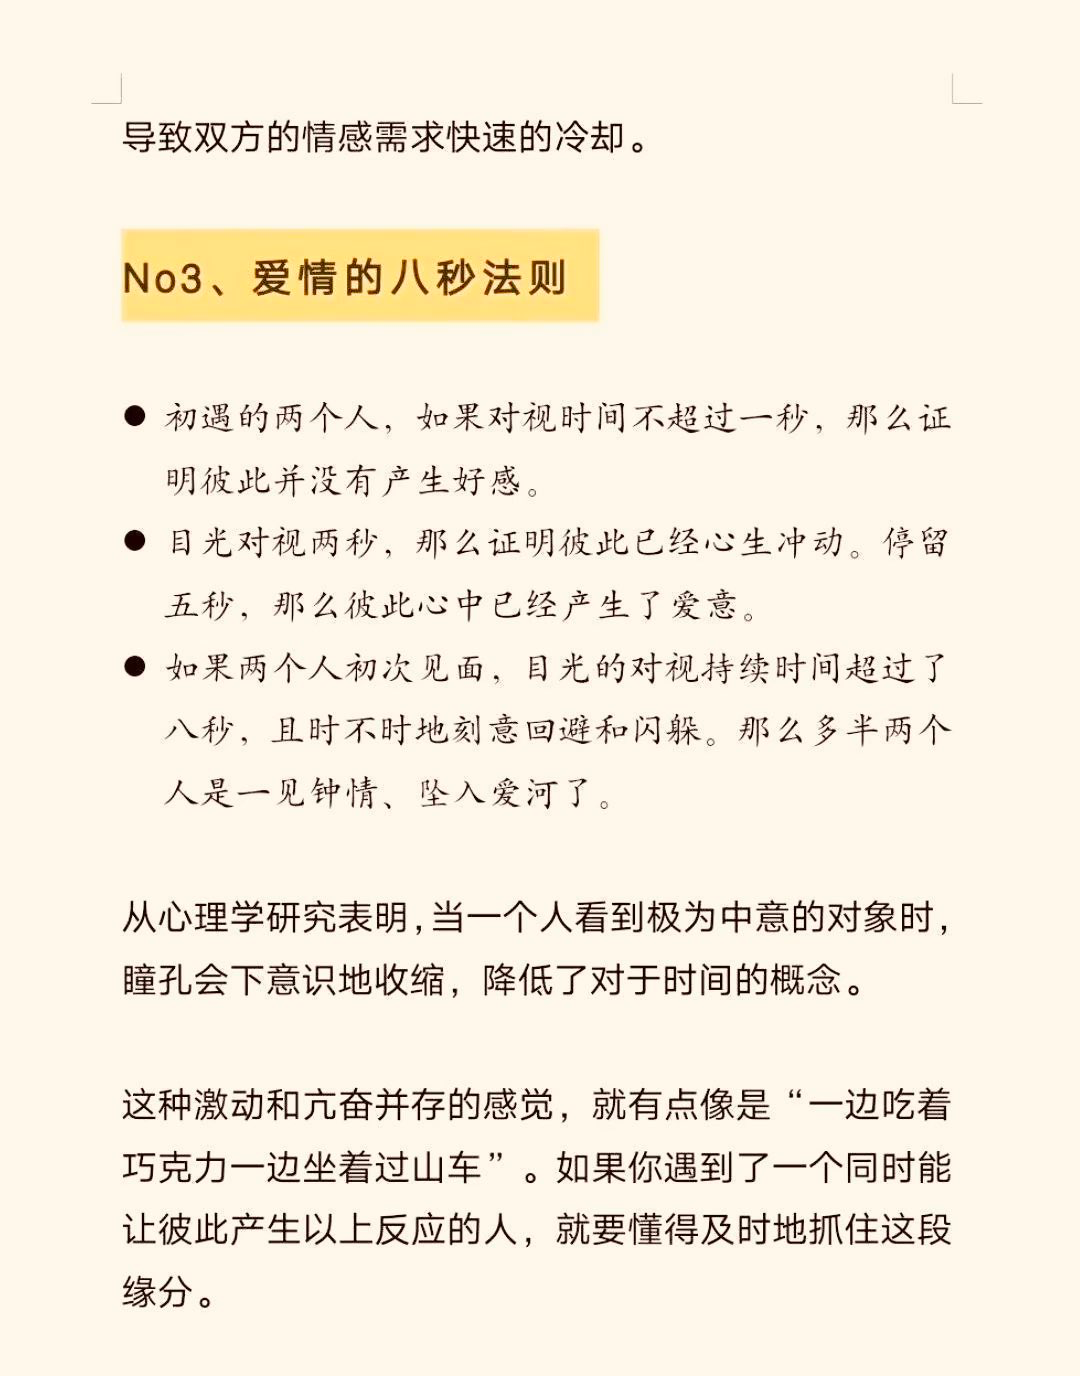 导致双方的情感需求快速的冷却。
No3、爱情的八秒法则
● 初遇的两个人，如果对视时间不超过一秒，那么证
明彼此并没有产生好感。
● 目光对视两秒，那么证明彼此已经心生冲动。停留
五秒，那么彼此心中已经产生了爱意。
● 如果两个人初次见面，目光的对视持续时间超过了
八秒，且时不时地刻意回避和闪躲。那么多半两个
人是一见钟情、坠入爱河了。
从心理学研究表明，当一个人看到极为中意的对象时，
瞳孔会下意识地收缩，降低了对于时间的概念。
这种激动和亢奋并存的感觉，就有点像是“一边吃着
巧克力一边坐着过山车”。如果你遇到了一个同时能
让彼此产生以上反应的人，就要懂得及时地抓住这段
缘分。